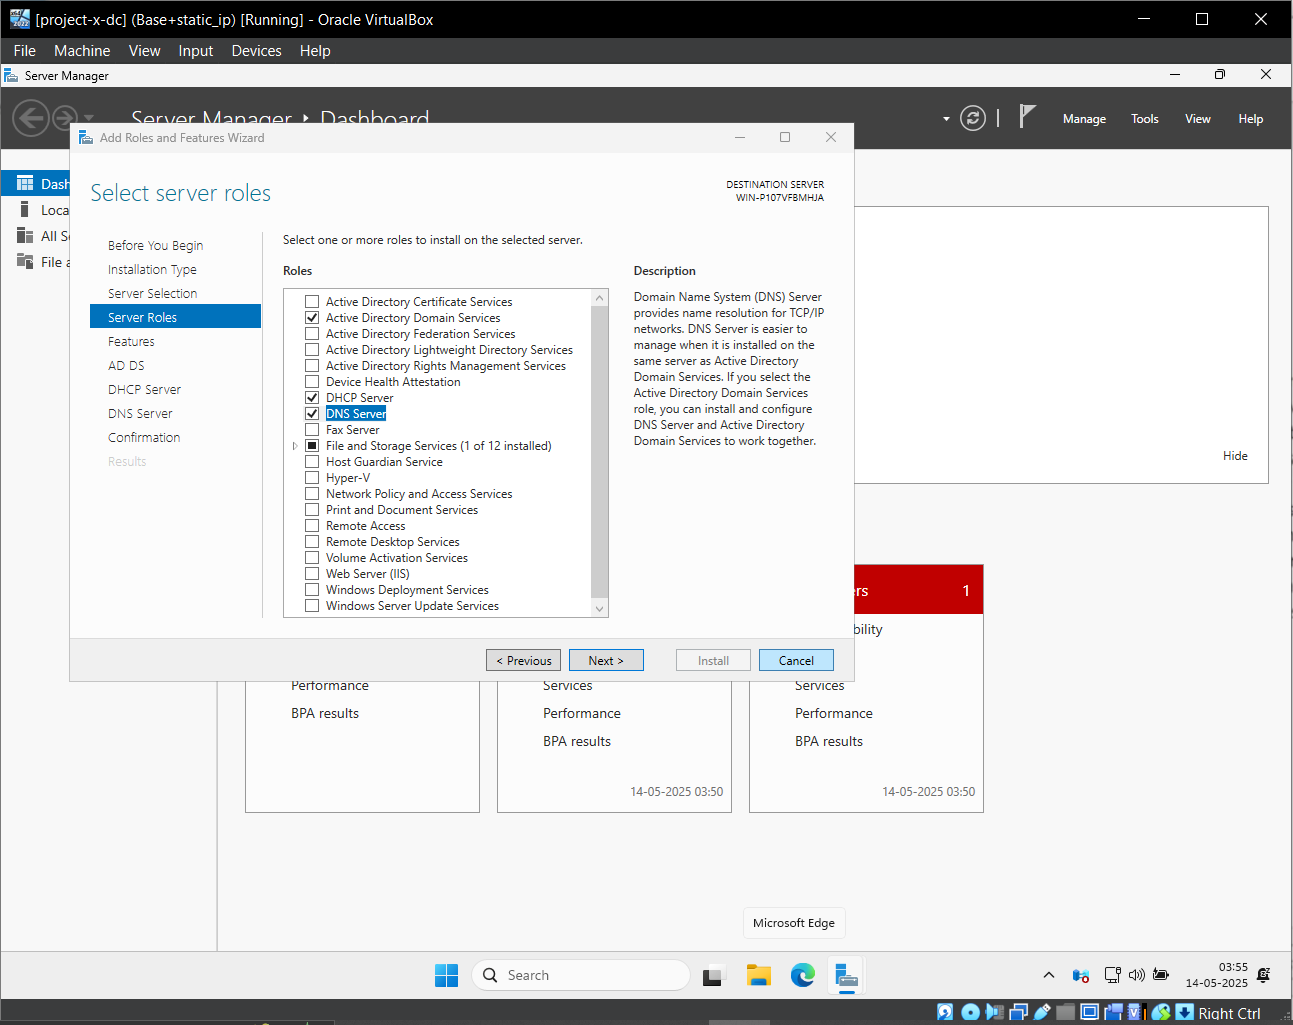 [project-x-dc] (Base+static_ip) [Running] - Oracle VirtualBox
File Machine View Input Devices Help
Server Manager
Server Manager Dashboard
Manage Tools View Help
Add Roles and Features Wizard
Dash
Loca
All Se
File a
Select server roles
DESTINATION SERVER
WIN-P107VFBMHJA
Before You Begin
Installation Type
Server Selection
Server Roles
Features
AD DS
DHCP Server
DNS Server
Confirmation
Results
Select one or more roles to install on the selected server.
Roles
Active Directory Certificate Services
Active Directory Domain Services
Active Directory Federation Services
Active Directory Lightweight Directory Services
Active Directory Rights Management Services
Device Health Attestation
DHCP Server
DNS Server
Fax Server
File and Storage Services (1 of 12 installed)
Host Guardian Service
Hyper-V
Network Policy and Access Services
Print and Document Services
Remote Access
Remote Desktop Services
Volume Activation Services
Web Server (IIS)
Windows Deployment Services
Windows Server Update Services
Description
Domain Name System (DNS) Server
provides name resolution for TCP/IP
networks. DNS Server is easier to
manage when it is installed on the
same server as Active Directory
Domain Services. If you select the
Active Directory Domain Services
role, you can install and configure
DNS Server and Active Directory
Domain Services to work together.
< Previous
Next >
Install
Cancel
Hide
ers 1
bility
Performance
BPA results
Services
Performance
BPA results
14-05-2025 03:50
Services
Performance
BPA results
14-05-2025 03:50
Microsoft Edge
Search
03:55
14-05-2025
Right Ctrl